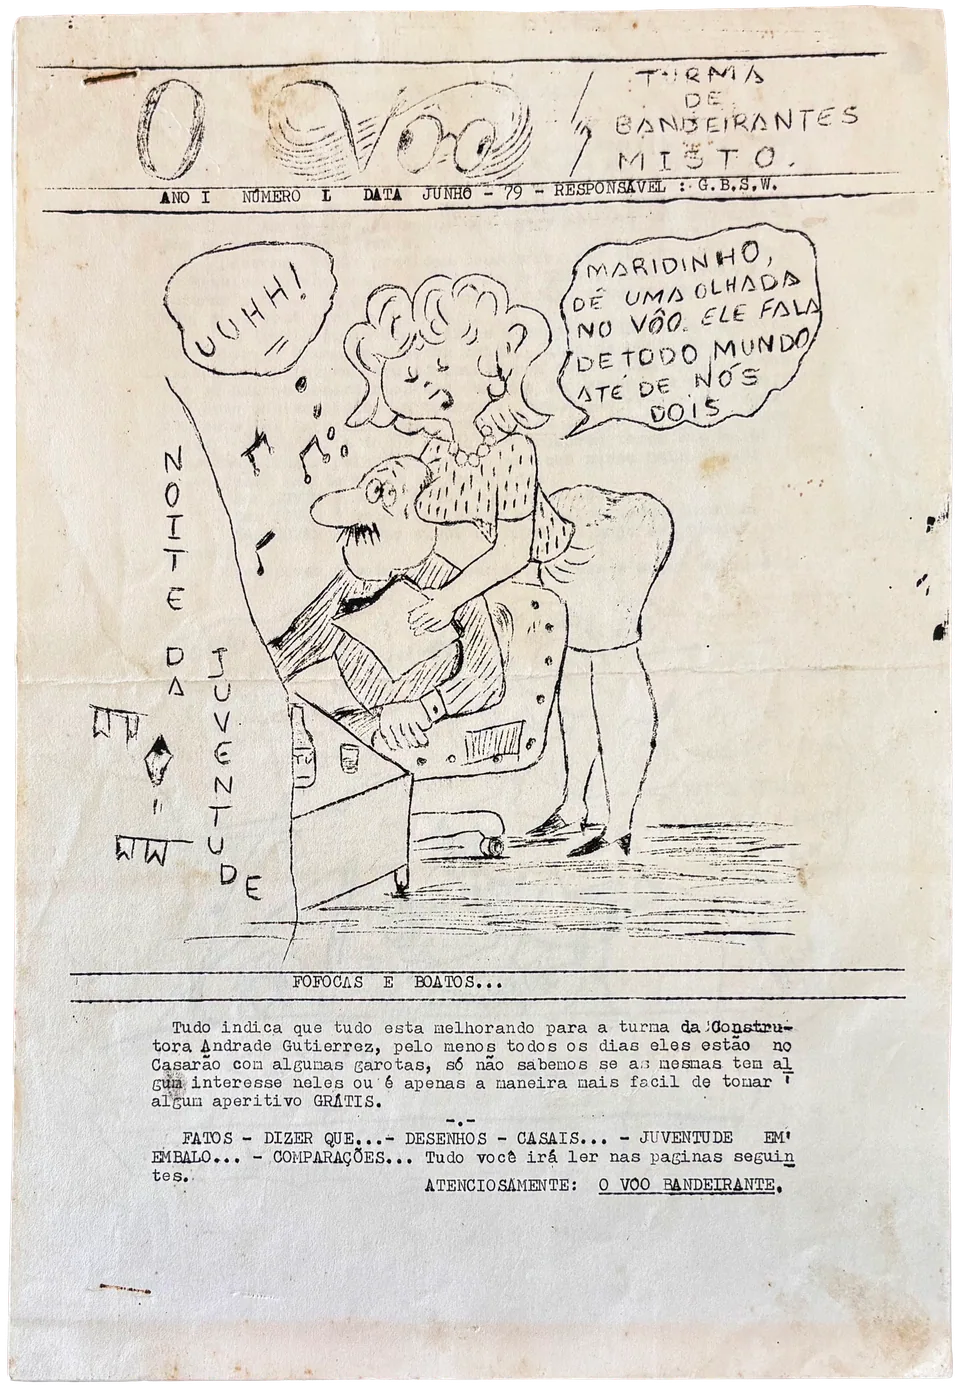 O Voo
TURMA
DE
BANDEIRANTES
MISTO.
ANO I NÚMERO L DATA JUNHO - 79 - RESPONSAVEL : G.B.S.W.
UUHH!
MARIDINHO,
DÊ UMA OLHADA
NO VÔO. ELE FALA
DE TODO MUNDO
ATÉ DE NÓS
DOIS
NOITE DA
JUVENTUDE
FOFOCAS E BOATOS...
Tudo indica que tudo esta melhorando para a turma da Constru-
tora Andrade Gutierrez, pelo menos todos os dias eles estão no
Casarão com algumas garotas, só não sabemos se as mesmas tem al
gum interesse neles ou é apenas a maneira mais facil de tomar '
algum aperitivo GRÁTIS.
-.-
FATOS - DIZER QUE...- DESENHOS - CASAIS... - JUVENTUDE EM'
EMBALO... - COMPARAÇÕES... Tudo você irá ler nas paginas seguin
tes.
ATENCIOSAMENTE: O VOO BANDEIRANTE.